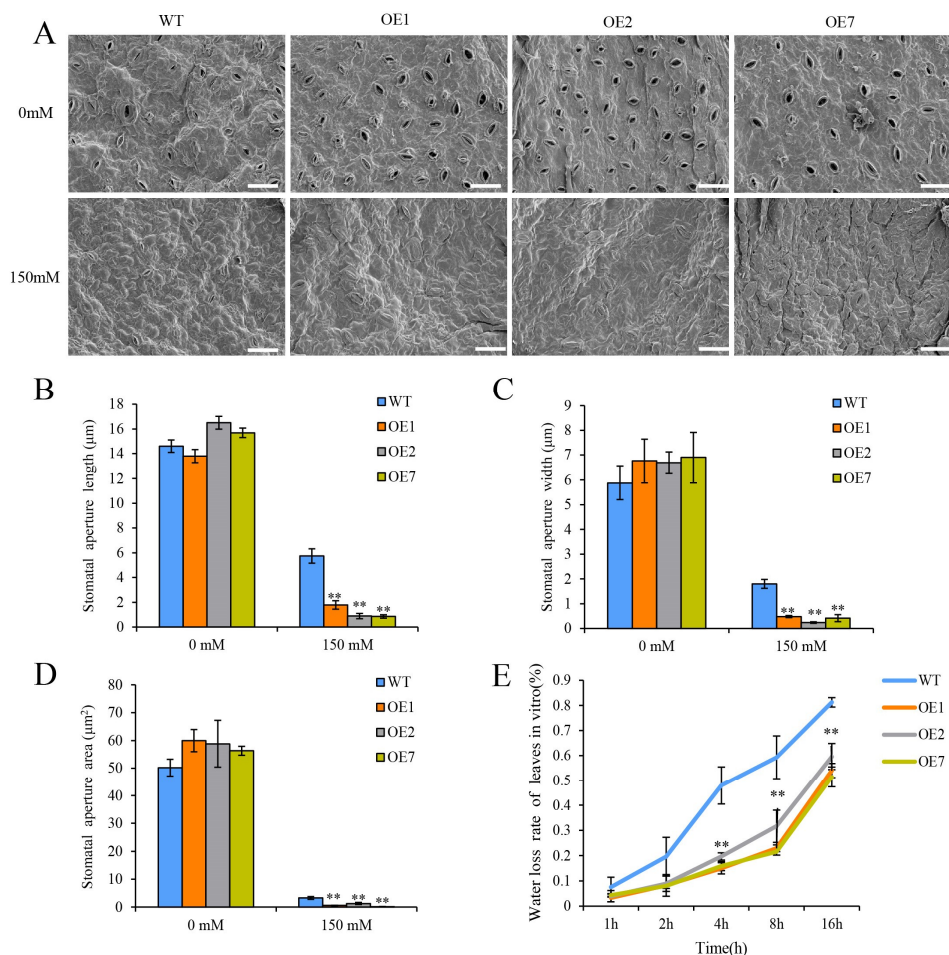 WT OE1 OE2 OE7
A
0mM
150mM
B
Stomatal aperture length (μm)
18
16
14
12
10
8
6
4
2
0
WT
OE1
OE2
OE7
** ** **
0 mM 150 mM
C
Stomatal aperture width (μm)
9
8
7
6
5
4
3
2
1
0
WT
OE1
OE2
OE7
** ** **
0 mM 150 mM
D
Stomatal aperture area (μm²)
60
50
40
30
20
10
0
WT
OE1
OE2
OE7
** ** **
0 mM 150 mM
E
Water loss rate of leaves in vitro(%)
0.9
0.8
0.7
0.6
0.5
0.4
0.3
0.2
0.1
0
WT
OE1
OE2
OE7
** ** **
1h 2h 4h 8h 16h
Time(h)